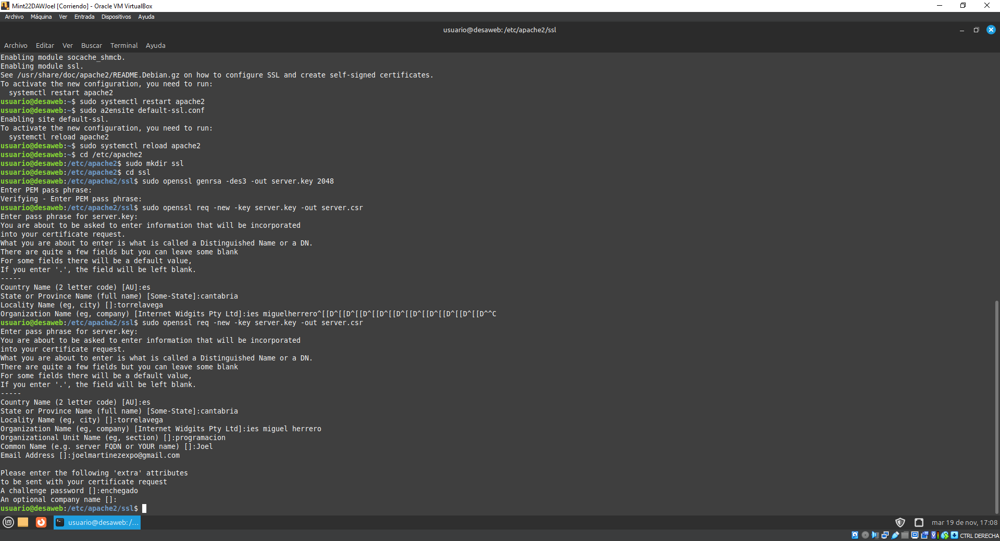 Mint22DAWJoel [Corriendo] - Oracle VM VirtualBox
Archivo Máquina Ver Entrada Dispositivos Ayuda
usuario@desaweb: /etc/apache2/ssl
Archivo Editar Ver Buscar Terminal Ayuda
Enabling module socache_shmcb.
Enabling module ssl.
See /usr/share/doc/apache2/README.Debian.gz on how to configure SSL and create self-signed certificates.
To activate the new configuration, you need to run:
  systemctl restart apache2
usuario@desaweb:~$ sudo systemctl restart apache2
usuario@desaweb:~$ sudo a2ensite default-ssl.conf
Enabling site default-ssl.
To activate the new configuration, you need to run:
  systemctl reload apache2
usuario@desaweb:~$ sudo systemctl reload apache2
usuario@desaweb:~$ cd /etc/apache2
usuario@desaweb:/etc/apache2$ sudo mkdir ssl
usuario@desaweb:/etc/apache2$ cd ssl
usuario@desaweb:/etc/apache2/ssl$ sudo openssl genrsa -des3 -out server.key 2048
Enter PEM pass phrase:
Verifying - Enter PEM pass phrase:
usuario@desaweb:/etc/apache2/ssl$ sudo openssl req -new -key server.key -out server.csr
Enter pass phrase for server.key:
You are about to be asked to enter information that will be incorporated
into your certificate request.
What you are about to enter is what is called a Distinguished Name or a DN.
There are quite a few fields but you can leave some blank
For some fields there will be a default value,
If you enter '.', the field will be left blank.
-----
Country Name (2 letter code) [AU]:es
State or Province Name (full name) [Some-State]:cantabria
Locality Name (eg, city) []:torrelavega
Organization Name (eg, company) [Internet Widgits Pty Ltd]:ies miguelherrero^[[D^[[D^[[D^[[D^[[D^[[D^[[D^[[D^[[D^[[D^^C
usuario@desaweb:/etc/apache2/ssl$ sudo openssl req -new -key server.key -out server.csr
Enter pass phrase for server.key:
You are about to be asked to enter information that will be incorporated
into your certificate request.
What you are about to enter is what is called a Distinguished Name or a DN.
There are quite a few fields but you can leave some blank
For some fields there will be a default value,
If you enter '.', the field will be left blank.
-----
Country Name (2 letter code) [AU]:es
State or Province Name (full name) [Some-State]:cantabria
Locality Name (eg, city) []:torrelavega
Organization Name (eg, company) [Internet Widgits Pty Ltd]:ies miguel herrero
Organizational Unit Name (eg, section) []:programacion
Common Name (e.g. server FQDN or YOUR name) []:Joel
Email Address []:joelmartinezexpo@gmail.com

Please enter the following 'extra' attributes
to be sent with your certificate request
A challenge password []:enchegado
An optional company name []:
usuario@desaweb:/etc/apache2/ssl$
usuario@desaweb: /...
mar 19 de nov, 17:08
CTRL DERECHA